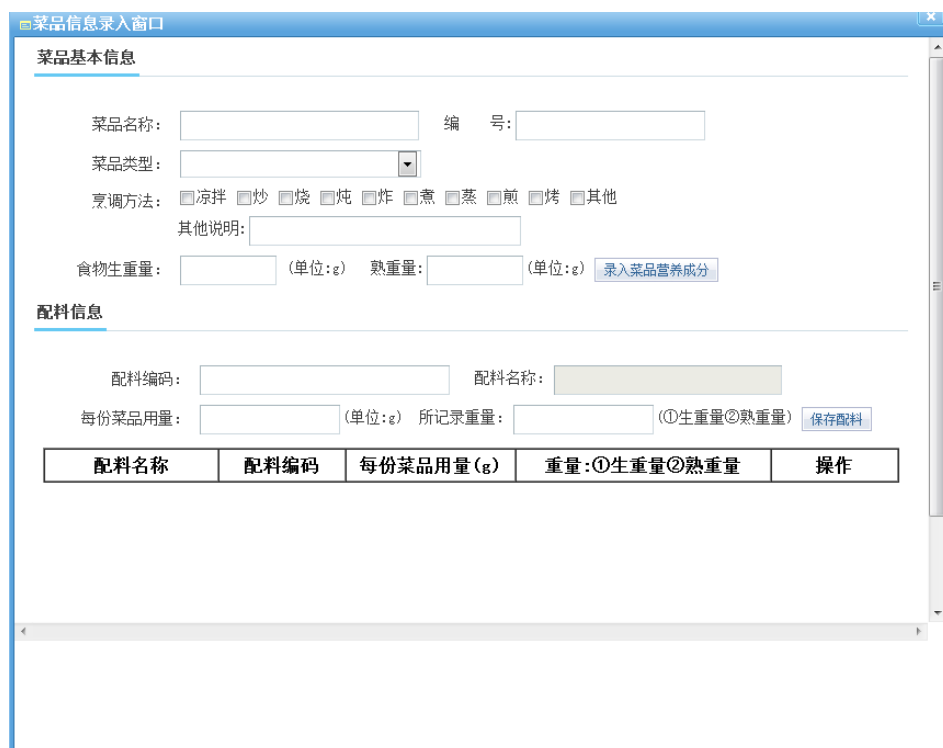 菜品信息录入窗口
菜品基本信息
菜品名称： 编 号:
菜品类型：
烹调方法： 凉拌 炒 烧 炖 炸 煮 蒸 煎 烤 其他
其他说明:
食物生重量： (单位:g) 熟重量: (单位:g) 录入菜品营养成分
配料信息
配料编码： 配料名称：
每份菜品用量： (单位:g) 所记录重量： (①生重量②熟重量) 保存配料
配料名称 配料编码 每份菜品用量(g) 重量:①生重量②熟重量 操作